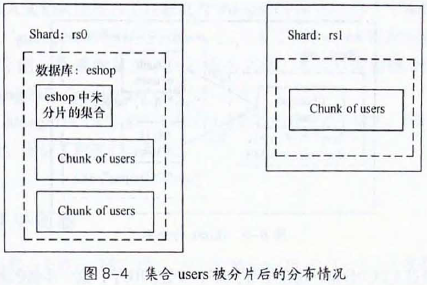 Shard: rs0
数据库: eshop
eshop 中未
分片的集合
Chunk of users
Chunk of users
Shard: rs1
Chunk of users
图 8-4 集合 users 被分片后的分布情况